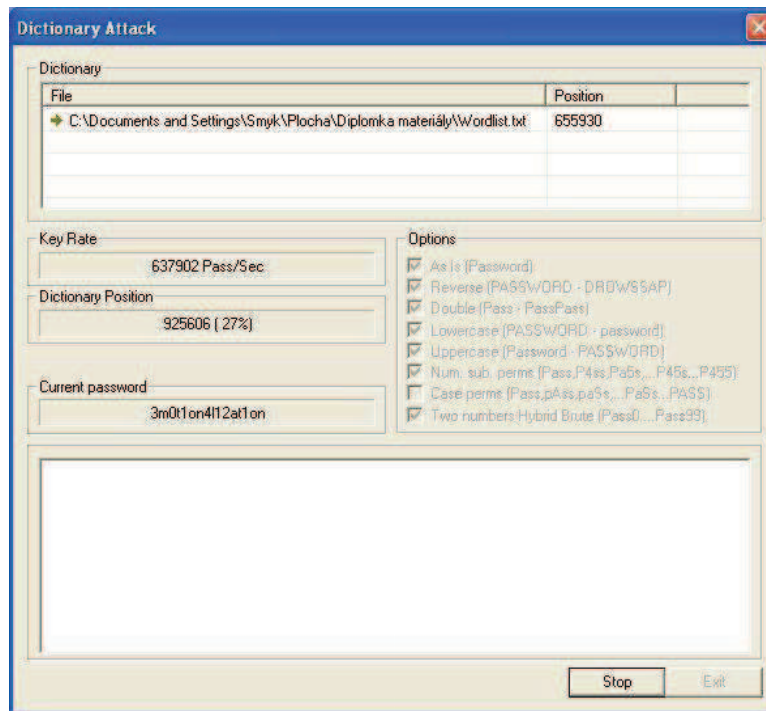 Dictionary Attack
Dictionary
File Position
C:\Documents and Settings\Smyk\Plocha\Diplomka materiály\Wordlist.txt 655930
Key Rate
637902 Pass/Sec
Dictionary Position
925606 ( 27%)
Current password
3m0t1on4l12at1on
Options
As Is (Password)
Reverse (PASSWORD - DROWSSAP)
Double (Pass - PassPass)
Lowercase (PASSWORD - password)
Uppercase (Password - PASSWORD)
Num. sub. perms (Pass,P4ss,Pa5s,...P45s...P455)
Case perms (Pass,pAss,paSs,...PaSs...PASS)
Two numbers Hybrid Brute (Pass0....Pass99)
Stop Exit